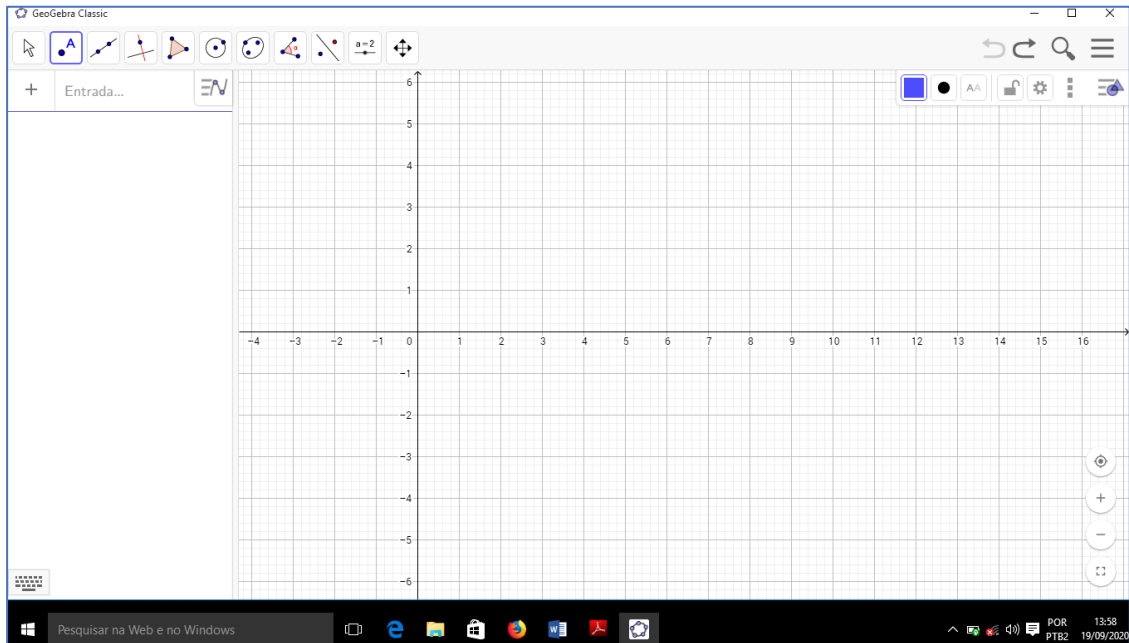 GeoGebra Classic
A
α
a=2
Entrada...
AA
6
5
4
3
2
1
−4 −3 −2 −1 0 1 2 3 4 5 6 7 8 9 10 11 12 13 14 15 16
−1
−2
−3
−4
−5
−6
Pesquisar na Web e no Windows
POR 13:58
PTB2 19/09/2020